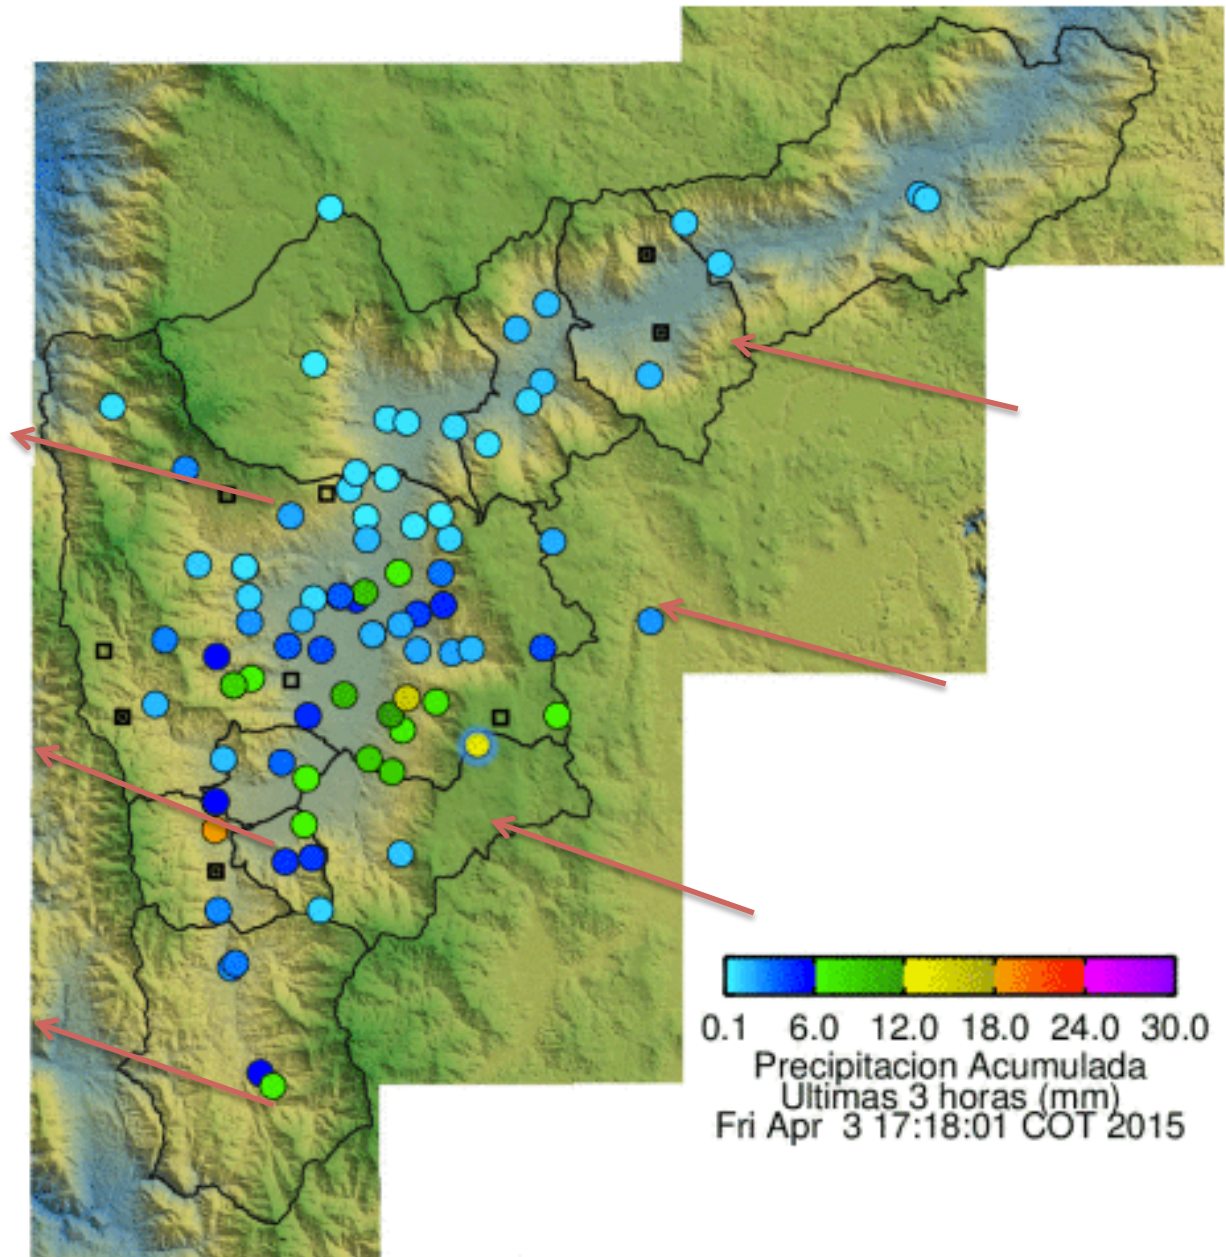 0.1 6.0 12.0 18.0 24.0 30.0
Precipitacion Acumulada
Ultimas 3 horas (mm)
Fri Apr 3 17:18:01 COT 2015